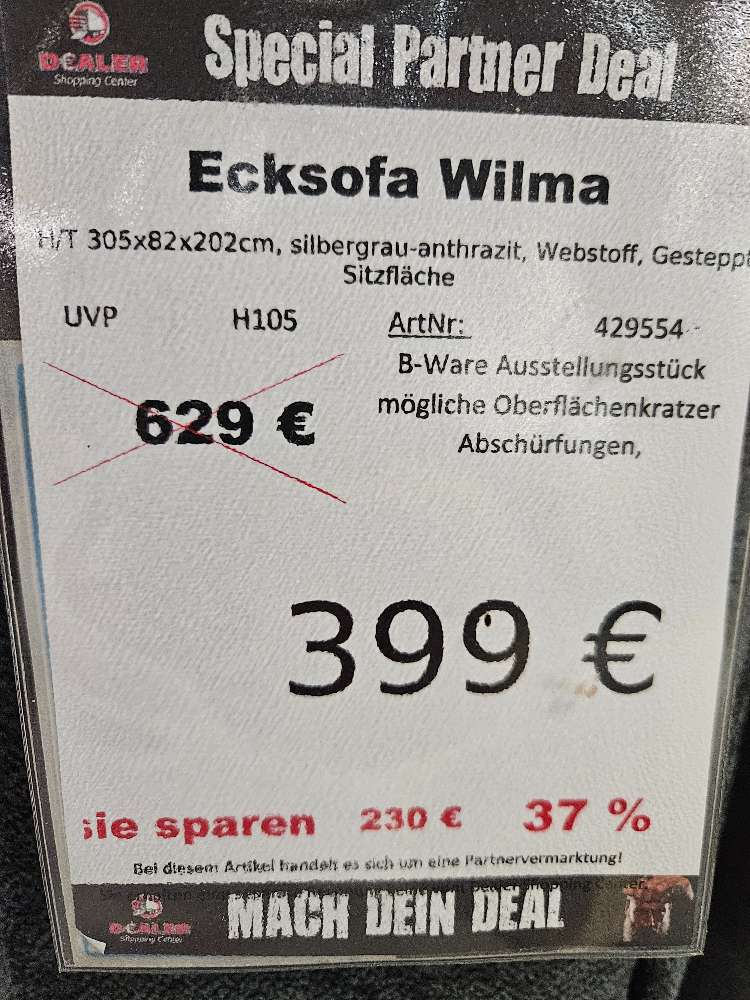 DEALER
Shopping Center
Special Partner Deal
Ecksofa Wilma
H/T 305x82x202cm, silbergrau-anthrazit, Webstoff, Gesteppt
Sitzfläche
UVP H105 ArtNr: 429554
B-Ware Ausstellungsstück
629 € mögliche Oberflächenkratzer
Abschürfungen,
399 €
sie sparen 230 € 37 %
Bei diesem Artikel handelt es sich um eine Partnervermarktung!
Shopping Center.
DEALER
Shopping Center
MACH DEIN DEAL